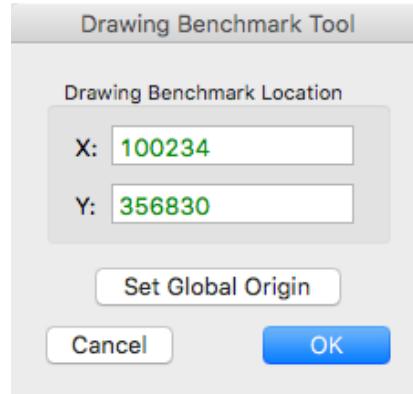 Drawing Benchmark Tool
Drawing Benchmark Location
X: 100234
Y: 356830
Set Global Origin
Cancel OK